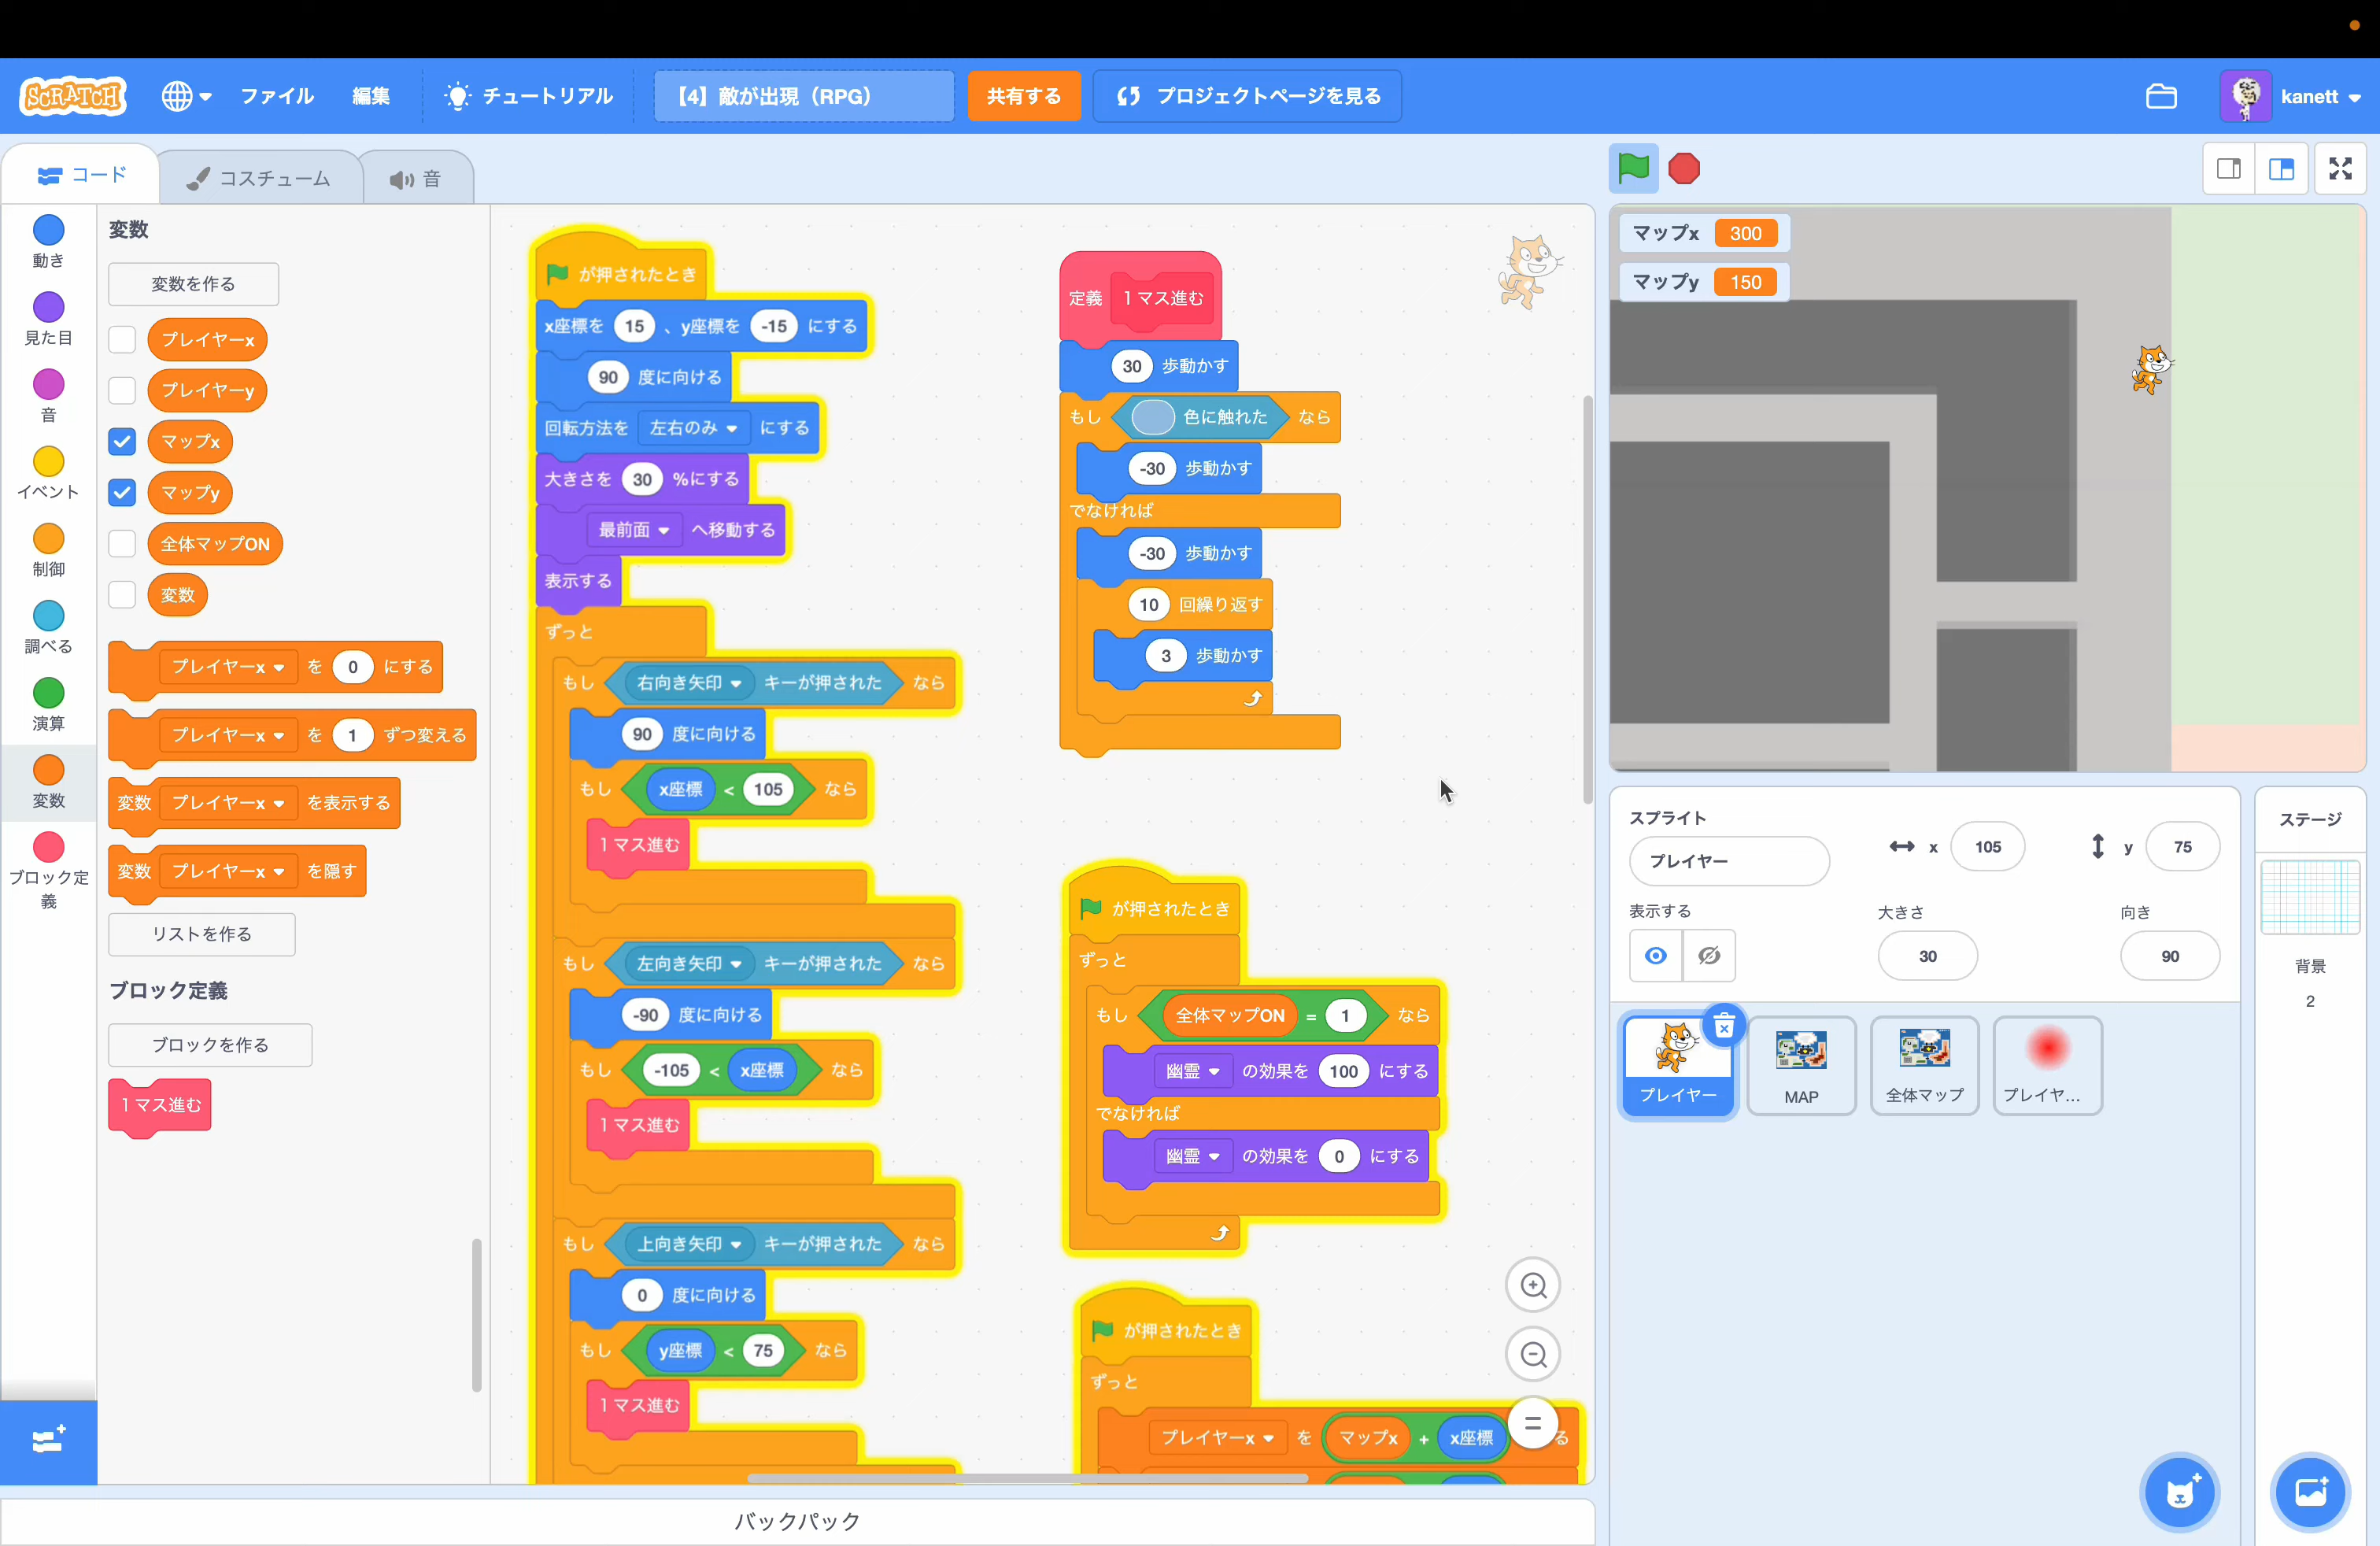 SCRATCH
ファイル
編集
チュートリアル
【4】敵が出現（RPG）
共有する
プロジェクトページを見る
kanett
コード
コスチューム
音
動き
見た目
音
イベント
制御
調べる
演算
変数
ブロック定義
変数
変数を作る
プレイヤーx
プレイヤーy
マップx
マップy
全体マップON
変数
プレイヤーx を 0 にする
プレイヤーx を 1 ずつ変える
変数 プレイヤーx を表示する
変数 プレイヤーx を隠す
リストを作る
ブロック定義
ブロックを作る
1マス進む
が押されたとき
x座標を 15 、y座標を -15 にする
90 度に向ける
回転方法を 左右のみ にする
大きさを 30 %にする
最前面 へ移動する
表示する
ずっと
もし 右向き矢印 キーが押された なら
90 度に向ける
もし x座標 < 105 なら
1マス進む
もし 左向き矢印 キーが押された なら
-90 度に向ける
もし -105 < x座標 なら
1マス進む
もし 上向き矢印 キーが押された なら
0 度に向ける
もし y座標 < 75 なら
1マス進む
定義 1マス進む
30 歩動かす
もし 色に触れた なら
-30 歩動かす
でなければ
-30 歩動かす
10 回繰り返す
3 歩動かす
が押されたとき
ずっと
もし 全体マップON = 1 なら
幽霊 の効果を 100 にする
でなければ
幽霊 の効果を 0 にする
が押されたとき
ずっと
プレイヤーx を マップx + x座標 る
バックパック
マップx 300
マップy 150
スプライト
プレイヤー
x 105
y 75
表示する
大きさ
向き
30
90
プレイヤー
MAP
全体マップ
プレイヤ...
ステージ
背景
2